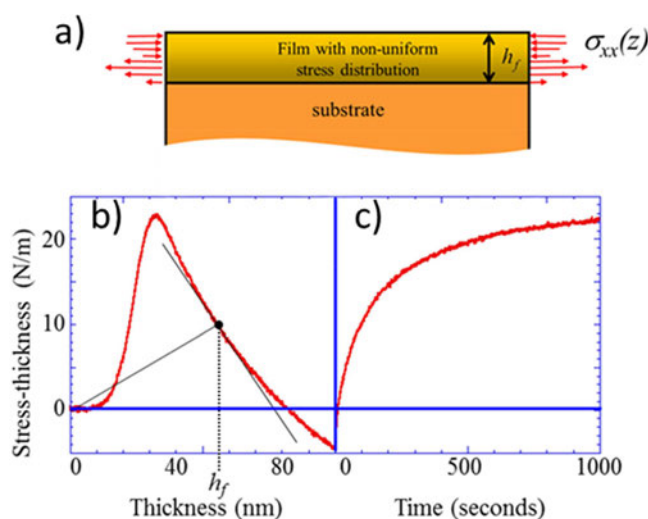 a)
Film with non-uniform
stress distribution
h_f
σ_xx(z)
substrate
b)
c)
Stress-thickness (N/m)
20
10
0
0
40
80
h_f
Thickness (nm)
0
500
1000
Time (seconds)